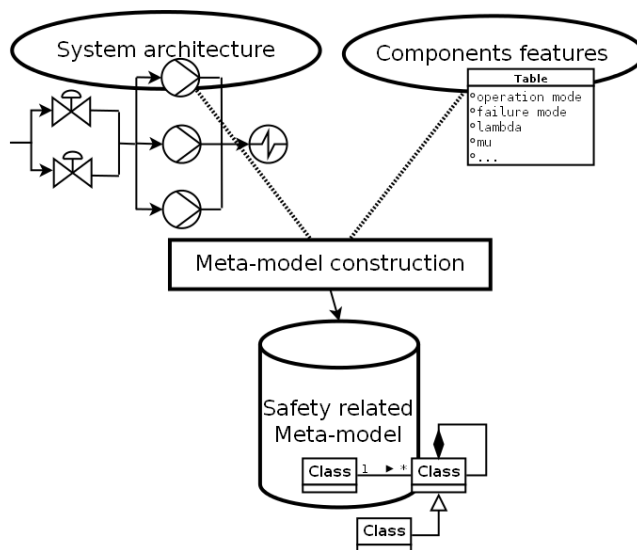 System architecture
Components features
Table
operation mode
failure mode
lambda
mu
...
Meta-model construction
Safety related
Meta-model
Class 1 ► * Class
Class